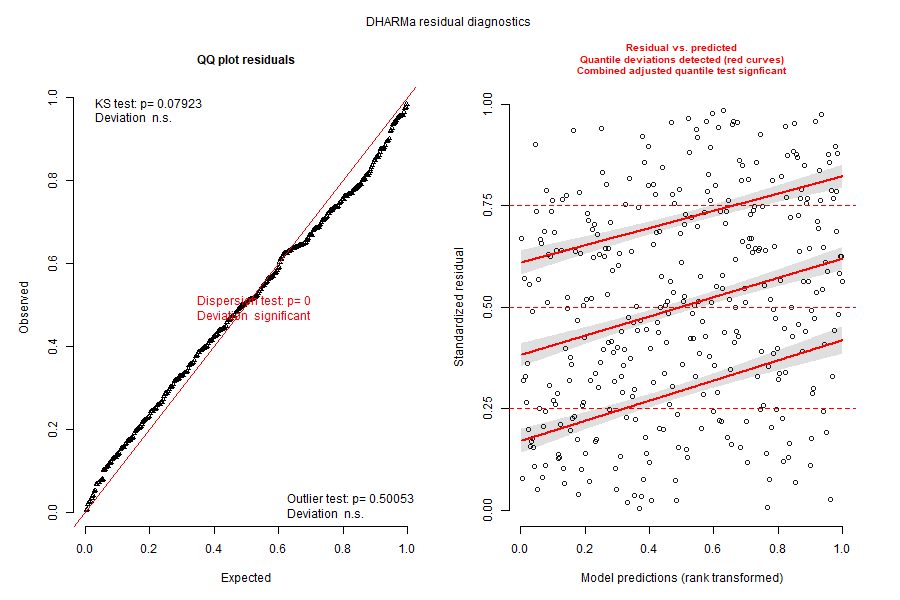 DHARMa residual diagnostics
QQ plot residuals
KS test: p= 0.07923
Deviation n.s.
Dispersion test: p= 0
Deviation significant
Outlier test: p= 0.50053
Deviation n.s.
Observed
0.0
0.2
0.4
0.6
0.8
1.0
0.0
0.2
0.4
0.6
0.8
1.0
Expected
Residual vs. predicted
Quantile deviations detected (red curves)
Combined adjusted quantile test signficant
Standardized residual
0.00
0.25
0.50
0.75
1.00
0.0
0.2
0.4
0.6
0.8
1.0
Model predictions (rank transformed)